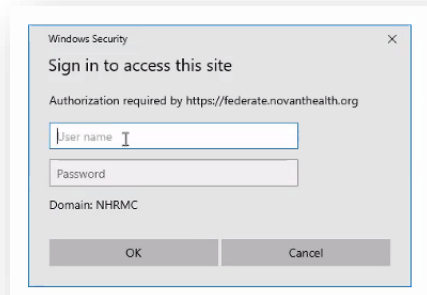 Windows Security
Sign in to access this site
Authorization required by https://federate.novanthealth.org
User name
Password
Domain: NHRMC
OK Cancel